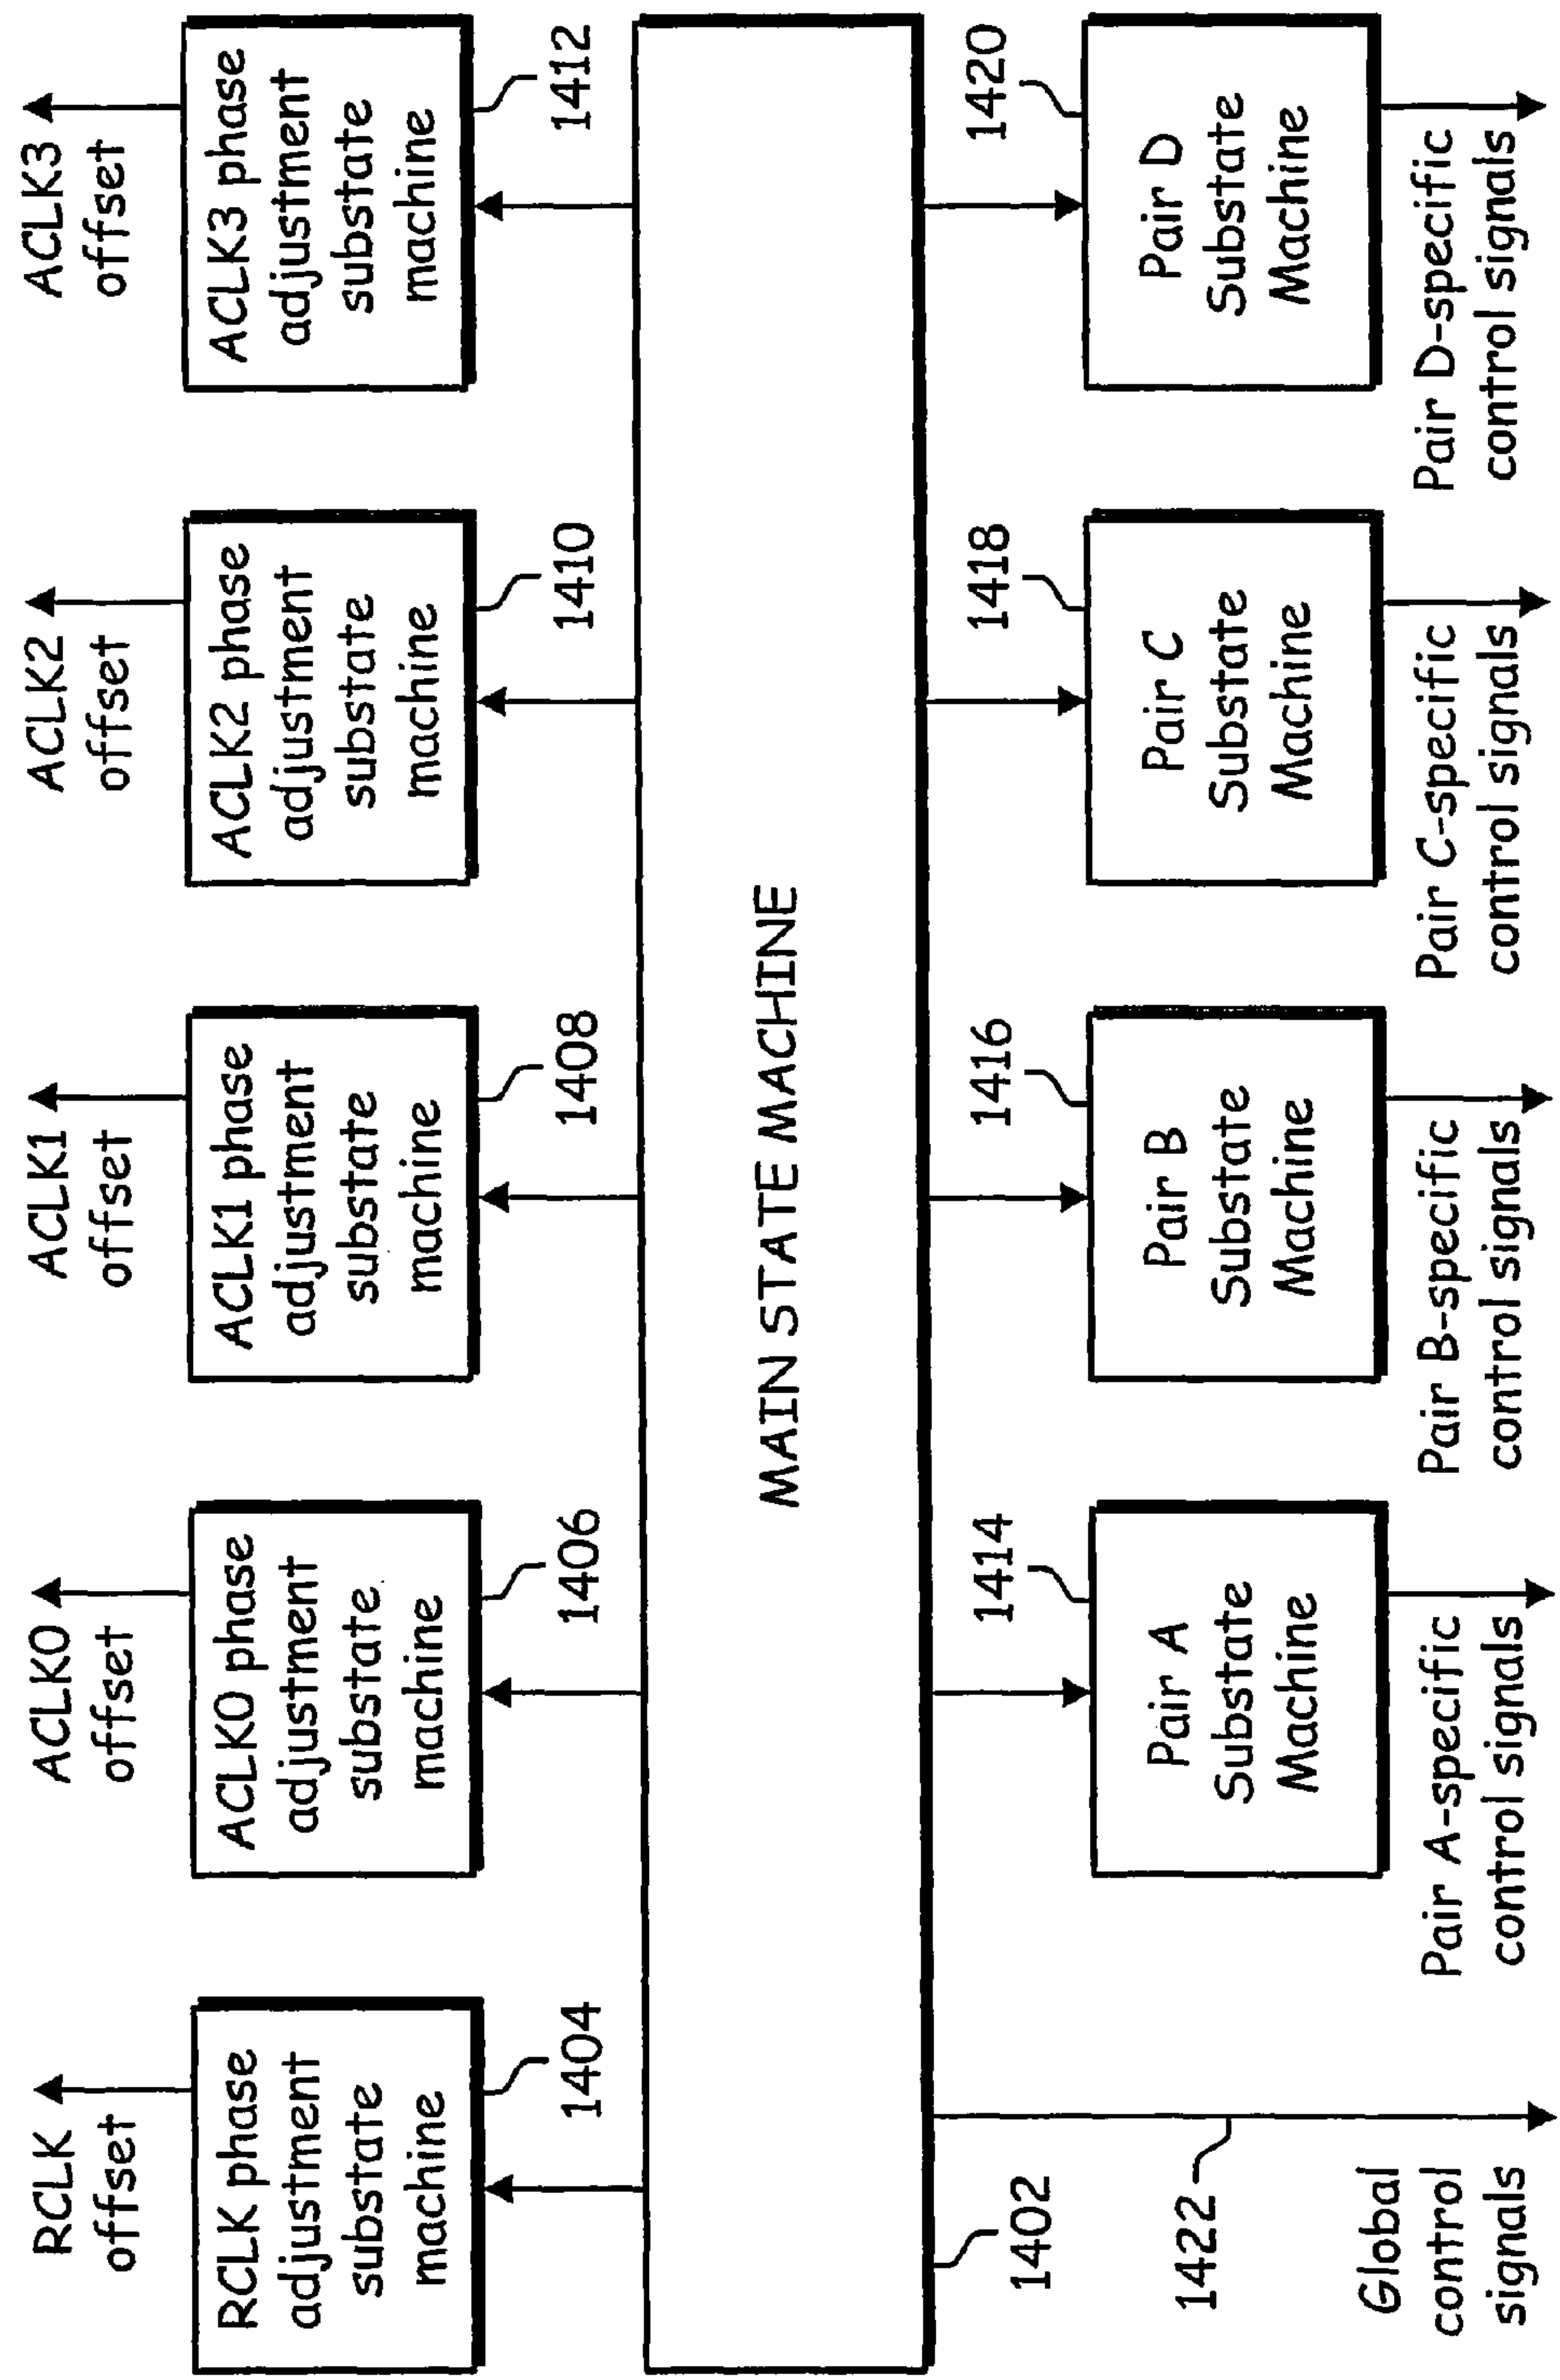 RCLK
offset
ACLK0
offset
ACLK1
offset
ACLK2
offset
ACLK3
offset
RCLK phase
adjustment
substate
machine
ACLK0 phase
adjustment
substate
machine
ACLK1 phase
adjustment
substate
machine
ACLK2 phase
adjustment
substate
machine
ACLK3 phase
adjustment
substate
machine
1404
1406
1408
1410
1412
MAIN STATE MACHINE
1402
1414
1416
1418
1420
Pair A
Substate
Machine
Pair B
Substate
Machine
Pair C
Substate
Machine
Pair D
Substate
Machine
1422
Global
control
signals
Pair A-specific
control signals
Pair B-specific
control signals
Pair C-specific
control signals
Pair D-specific
control signals